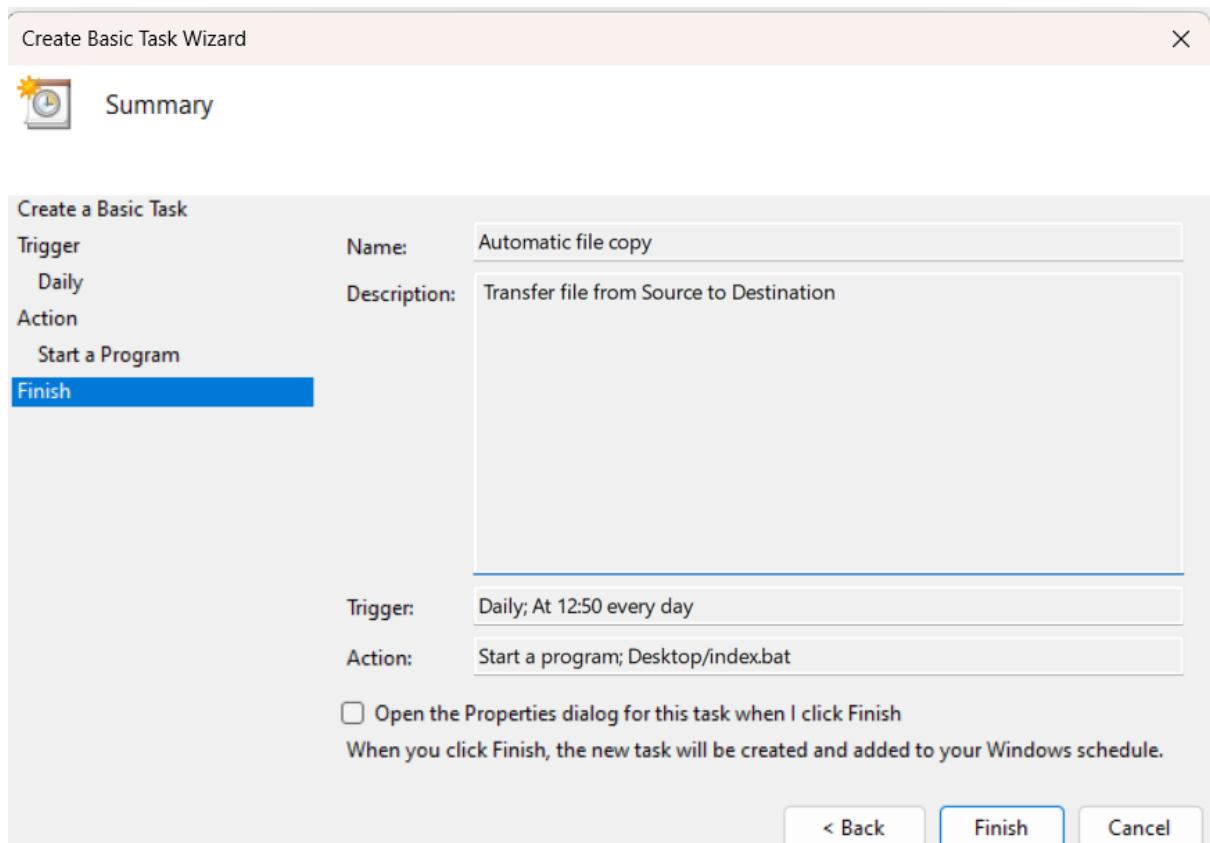 Create Basic Task Wizard
Summary
Create a Basic Task
Trigger
Daily
Action
Start a Program
Finish
Name:
Automatic file copy
Description:
Transfer file from Source to Destination
Trigger:
Daily; At 12:50 every day
Action:
Start a program; Desktop/index.bat
Open the Properties dialog for this task when I click Finish
When you click Finish, the new task will be created and added to your Windows schedule.
< Back
Finish
Cancel